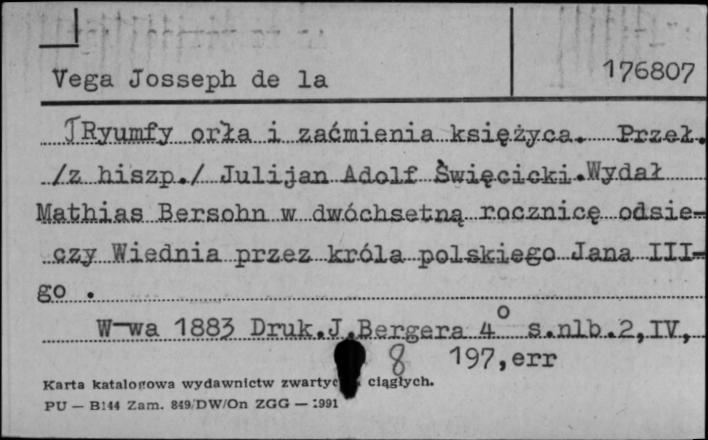 Vega Josseph de la 176807
TRyumfy orła i zaćmienia księżyca. Przeł.
/z hiszp./ Julijan Adolf Święcicki.Wydał
Mathias Bersohn w dwóchsetną rocznicę odsie-
czy Wiednia przez króla polskiego Jana III-
go .
W-wa 1883 Druk.J.Bergera 4° s.nlb.2,IV,
8 197,err
Karta katalogowa wydawnictw zwartyc ciągłych.
PU — B144 Zam. 849/DW/On ZGG — 1991